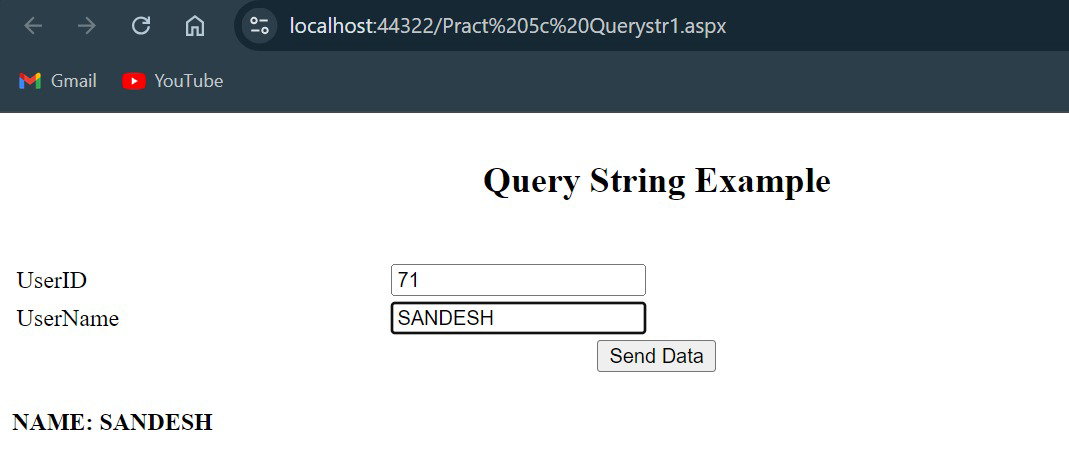 localhost:44322/Pract%205c%20Querystr1.aspx
Gmail YouTube
Query String Example
UserID 71
UserName SANDESH
Send Data
NAME: SANDESH